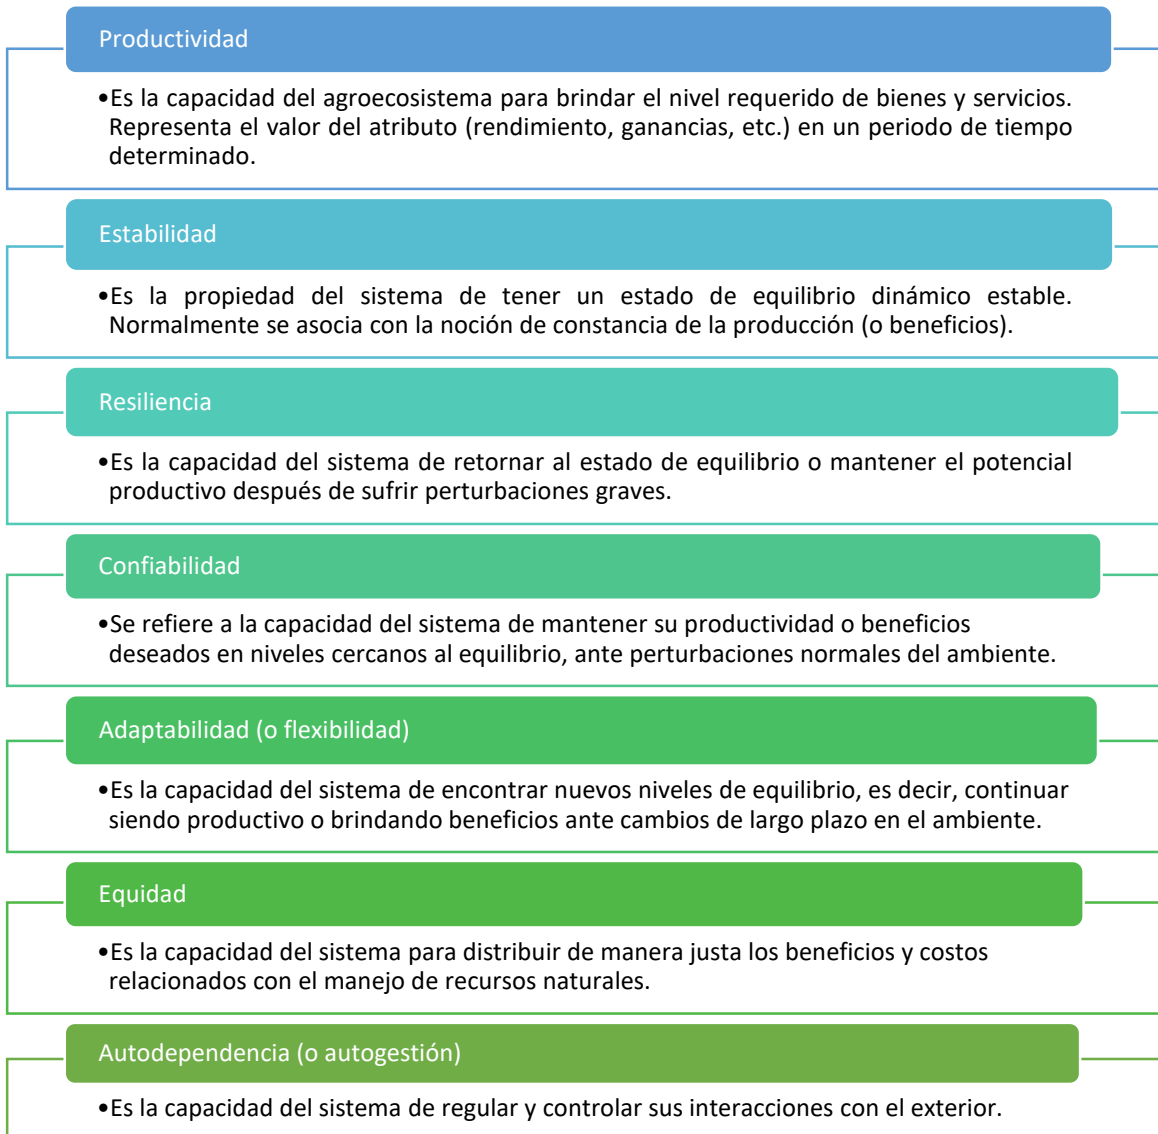 Productividad
•Es la capacidad del agroecosistema para brindar el nivel requerido de bienes y servicios.
Representa el valor del atributo (rendimiento, ganancias, etc.) en un periodo de tiempo
determinado.
Estabilidad
•Es la propiedad del sistema de tener un estado de equilibrio dinámico estable.
Normalmente se asocia con la noción de constancia de la producción (o beneficios).
Resiliencia
•Es la capacidad del sistema de retornar al estado de equilibrio o mantener el potencial
productivo después de sufrir perturbaciones graves.
Confiabilidad
•Se refiere a la capacidad del sistema de mantener su productividad o beneficios
deseados en niveles cercanos al equilibrio, ante perturbaciones normales del ambiente.
Adaptabilidad (o flexibilidad)
•Es la capacidad del sistema de encontrar nuevos niveles de equilibrio, es decir, continuar
siendo productivo o brindando beneficios ante cambios de largo plazo en el ambiente.
Equidad
•Es la capacidad del sistema para distribuir de manera justa los beneficios y costos
relacionados con el manejo de recursos naturales.
Autodependencia (o autogestión)
•Es la capacidad del sistema de regular y controlar sus interacciones con el exterior.